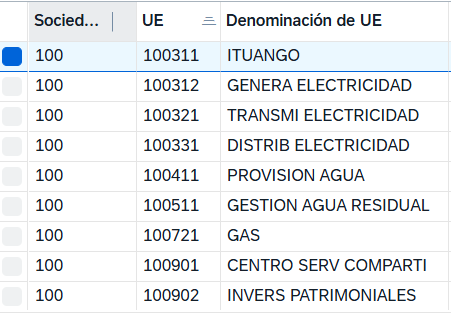 Socied... UE Denominación de UE
100 100311 ITUANGO
100 100312 GENERA ELECTRICIDAD
100 100321 TRANSMI ELECTRICIDAD
100 100331 DISTRIB ELECTRICIDAD
100 100411 PROVISION AGUA
100 100511 GESTION AGUA RESIDUAL
100 100721 GAS
100 100901 CENTRO SERV COMPARTI
100 100902 INVERS PATRIMONIALES